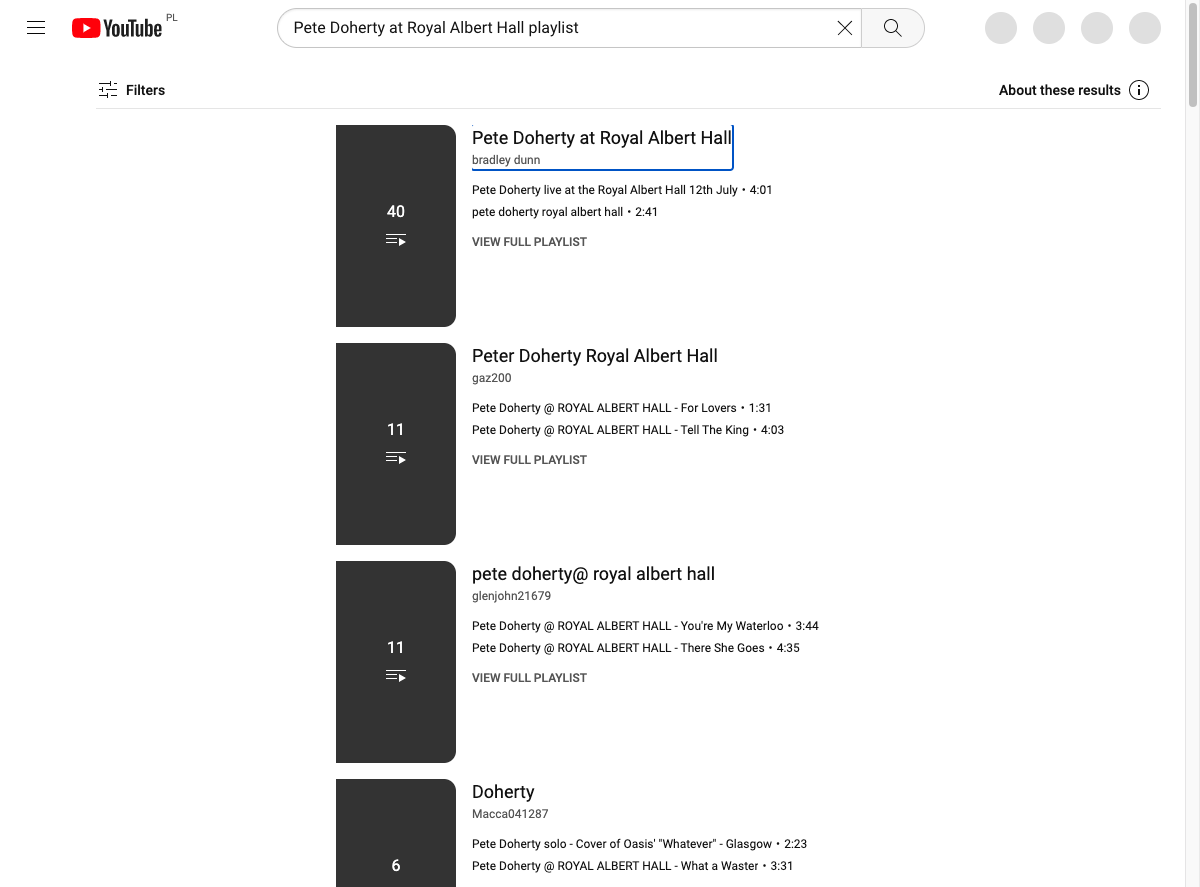 YouTube PL
Pete Doherty at Royal Albert Hall playlist
Filters
About these results
40
Pete Doherty at Royal Albert Hall
bradley dunn
Pete Doherty live at the Royal Albert Hall 12th July • 4:01
pete doherty royal albert hall • 2:41
VIEW FULL PLAYLIST
11
Peter Doherty Royal Albert Hall
gaz200
Pete Doherty @ ROYAL ALBERT HALL - For Lovers • 1:31
Pete Doherty @ ROYAL ALBERT HALL - Tell The King • 4:03
VIEW FULL PLAYLIST
11
pete doherty@ royal albert hall
glenjohn21679
Pete Doherty @ ROYAL ALBERT HALL - You're My Waterloo • 3:44
Pete Doherty @ ROYAL ALBERT HALL - There She Goes • 4:35
VIEW FULL PLAYLIST
6
Doherty
Macca041287
Pete Doherty solo - Cover of Oasis' "Whatever" - Glasgow • 2:23
Pete Doherty @ ROYAL ALBERT HALL - What a Waster • 3:31